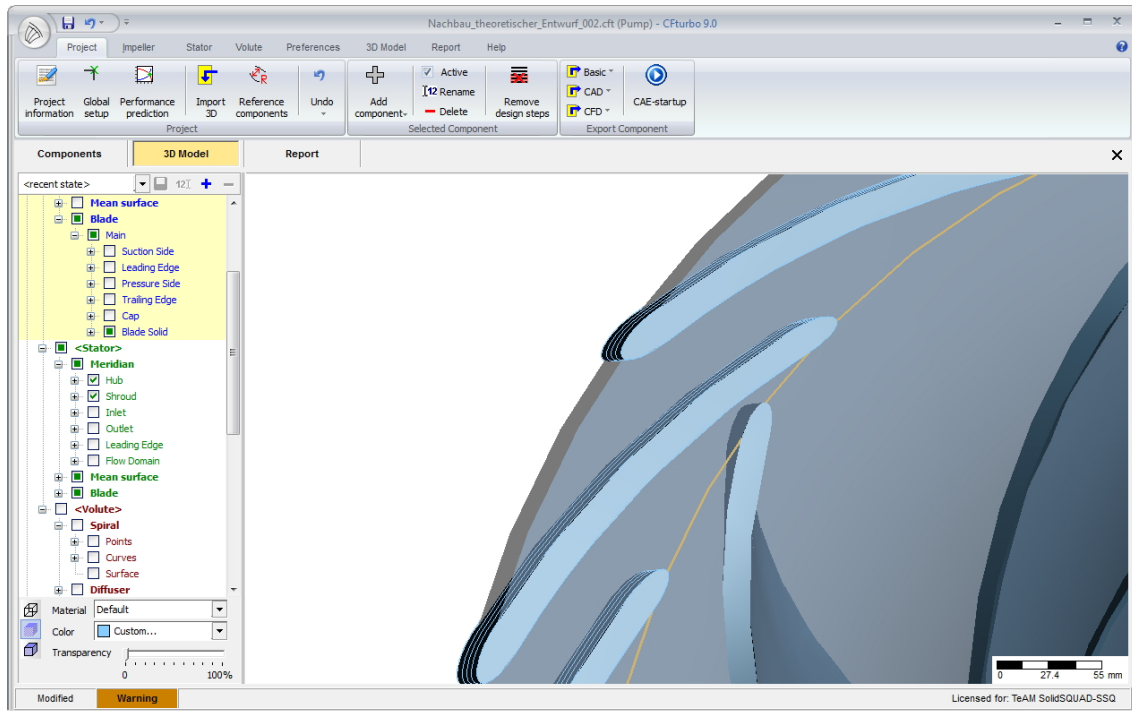 Nachbau_theoretischer_Entwurf_002.cft (Pump) - CFturbo 9.0
Project Impeller Stator Volute Preferences 3D Model Report Help
Project information
Global setup
Performance prediction
Import 3D
Reference components
Undo
Add component
Active
Rename
Delete
Remove design steps
Basic
CAD
CFD
CAE-startup
Project
Selected Component
Export Component
Components 3D Model Report
<recent state>
Mean surface
Blade
Main
Suction Side
Leading Edge
Pressure Side
Trailing Edge
Cap
Blade Solid
<Stator>
Meridian
Hub
Shroud
Inlet
Outlet
Leading Edge
Flow Domain
Mean surface
Blade
<Volute>
Spiral
Points
Curves
Surface
Diffuser
Material Default
Color Custom...
Transparency
0 100%
0 27.4 55 mm
Modified Warning Licensed for: TeAM SolidSQUAD-SSQ